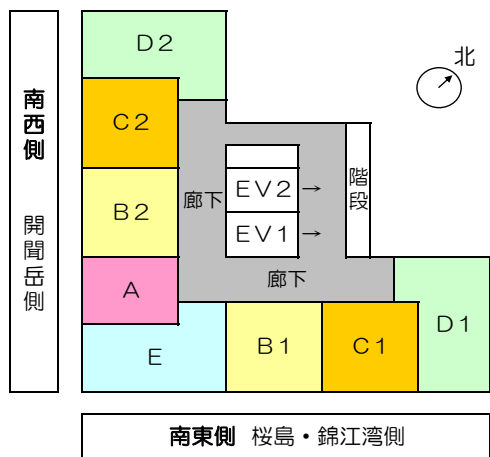 D2
北
南西側 開聞岳側
C2
階段
EV2 →
廊下
B2
EV1 →
廊下
A
D1
E
B1
C1
南東側 桜島・錦江湾側